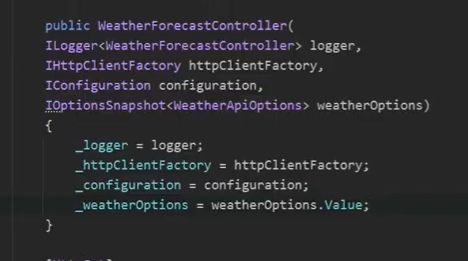 public WeatherForecastController(
ILogger<WeatherForecastController> logger,
IHttpClientFactory httpClientFactory,
IConfiguration configuration,
IOptionsSnapshot<WeatherApiOptions> weatherOptions)
{
_logger = logger;
_httpClientFactory = httpClientFactory;
_configuration = configuration;
_weatherOptions = weatherOptions.Value;
}